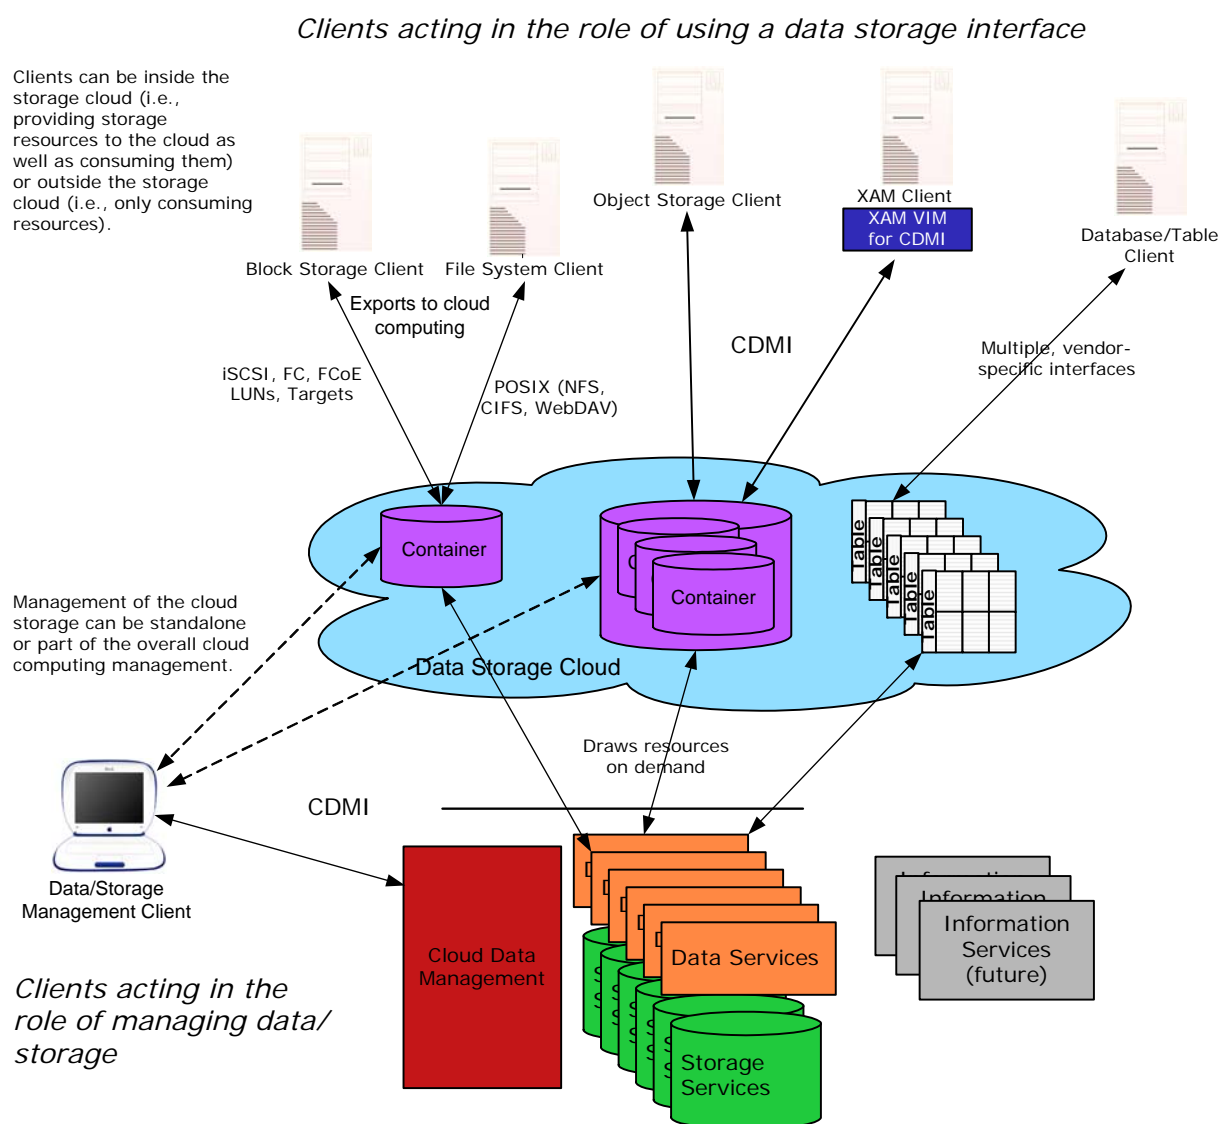 Clients acting in the role of using a data storage interface
Clients can be inside the
storage cloud (i.e.,
providing storage
resources to the cloud as
well as consuming them)
or outside the storage
cloud (i.e., only consuming
resources).
Block Storage Client
File System Client
Object Storage Client
XAM Client
XAM VIM
for CDMI
Database/Table
Client
Exports to cloud
computing
CDMI
iSCSI, FC, FCoE
LUNs, Targets
POSIX (NFS,
CIFS, WebDAV)
Multiple, vendor-
specific interfaces
Container
Container
Table
Table
Table
Table
Table
Data Storage Cloud
Management of the cloud
storage can be standalone
or part of the overall cloud
computing management.
Draws resources
on demand
CDMI
Data/Storage
Management Client
Cloud Data
Management
Data Services
Storage
Services
Information
Information
Information
Services
(future)
Clients acting in the
role of managing data/
storage